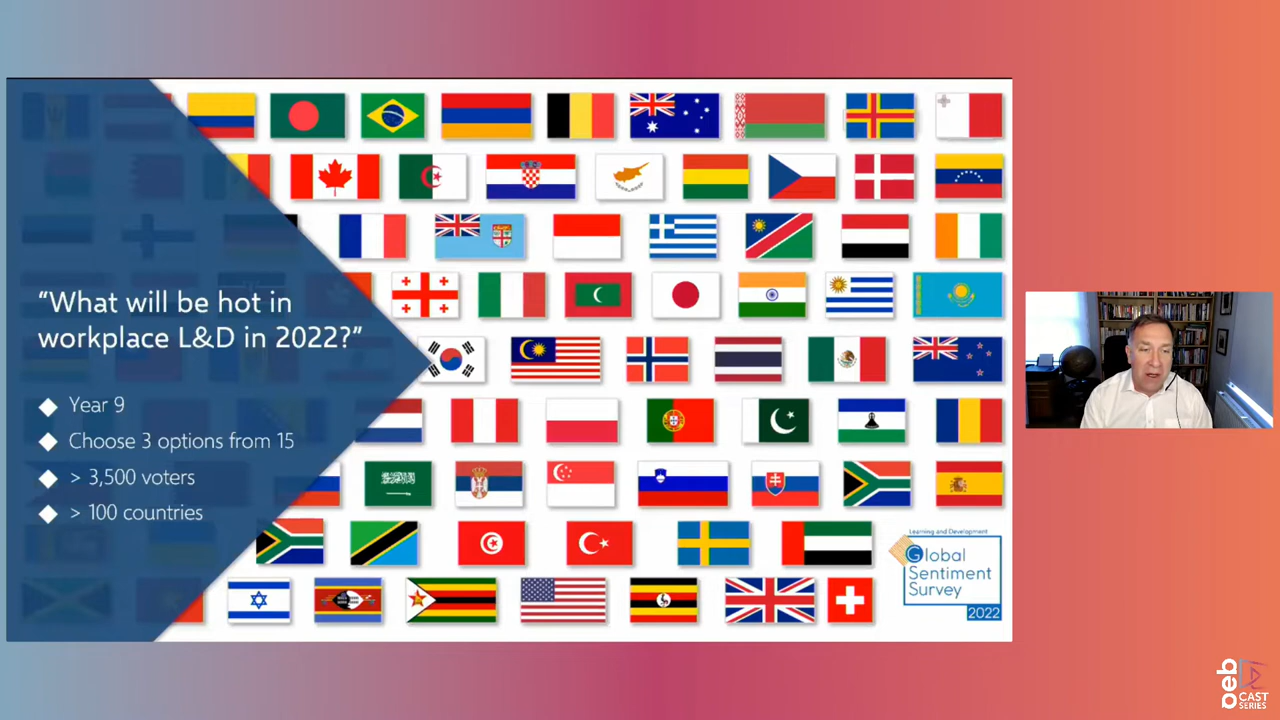 “What will be hot in
workplace L&D in 2022?”
Year 9
Choose 3 options from 15
> 3,500 voters
> 100 countries
Learning and Development
Global
Sentiment
Survey
2022
oeb
CAST
SERIES